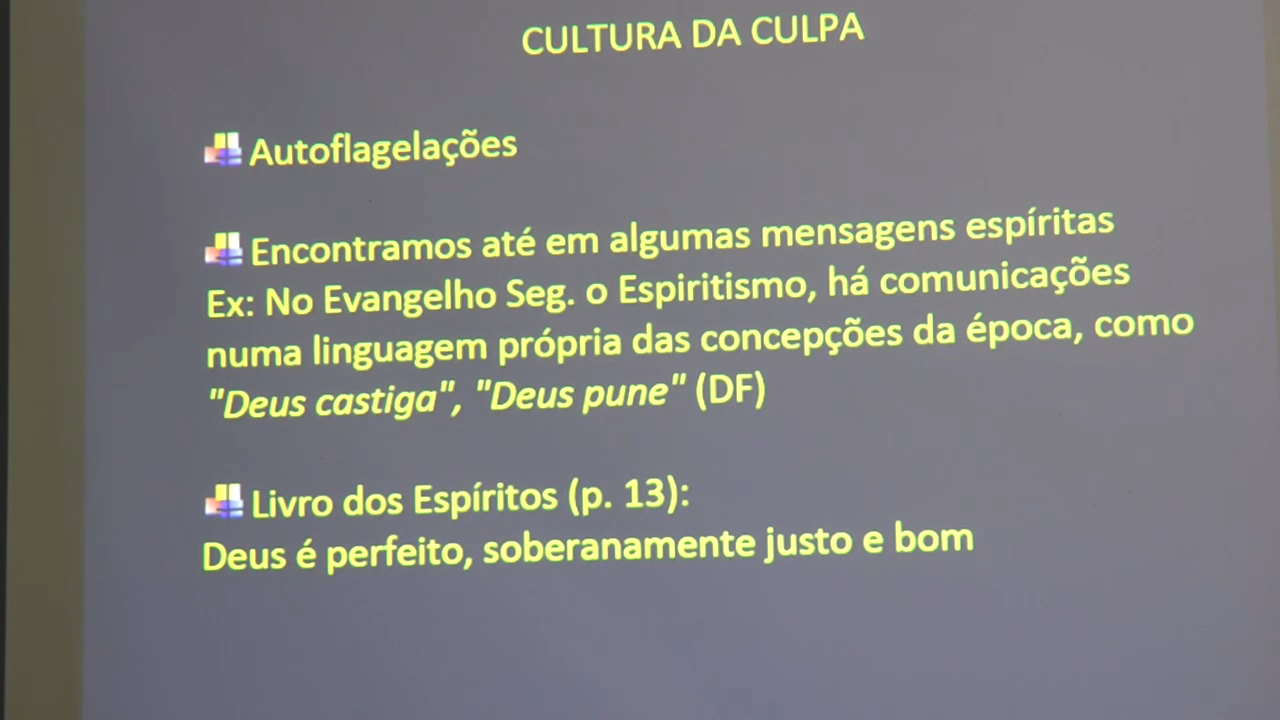 CULTURA DA CULPA
Autoflagelações
Encontramos até em algumas mensagens espíritas
Ex: No Evangelho Seg. o Espiritismo, há comunicações
numa linguagem própria das concepções da época, como
"Deus castiga", "Deus pune" (DF)
Livro dos Espíritos (p. 13):
Deus é perfeito, soberanamente justo e bom